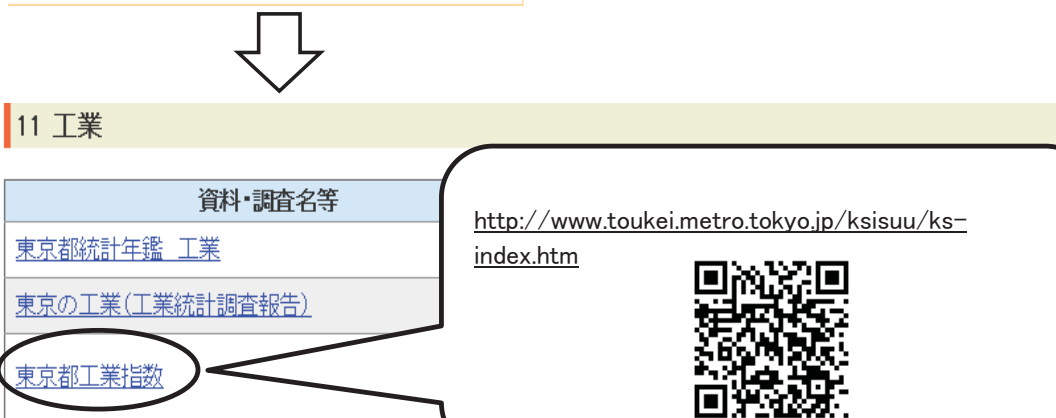 11 工業
資料・調査名等
東京都統計年鑑 工業
東京の工業(工業統計調査報告)
東京都工業指数
http://www.toukei.metro.tokyo.jp/ksisuu/ks-
index.htm